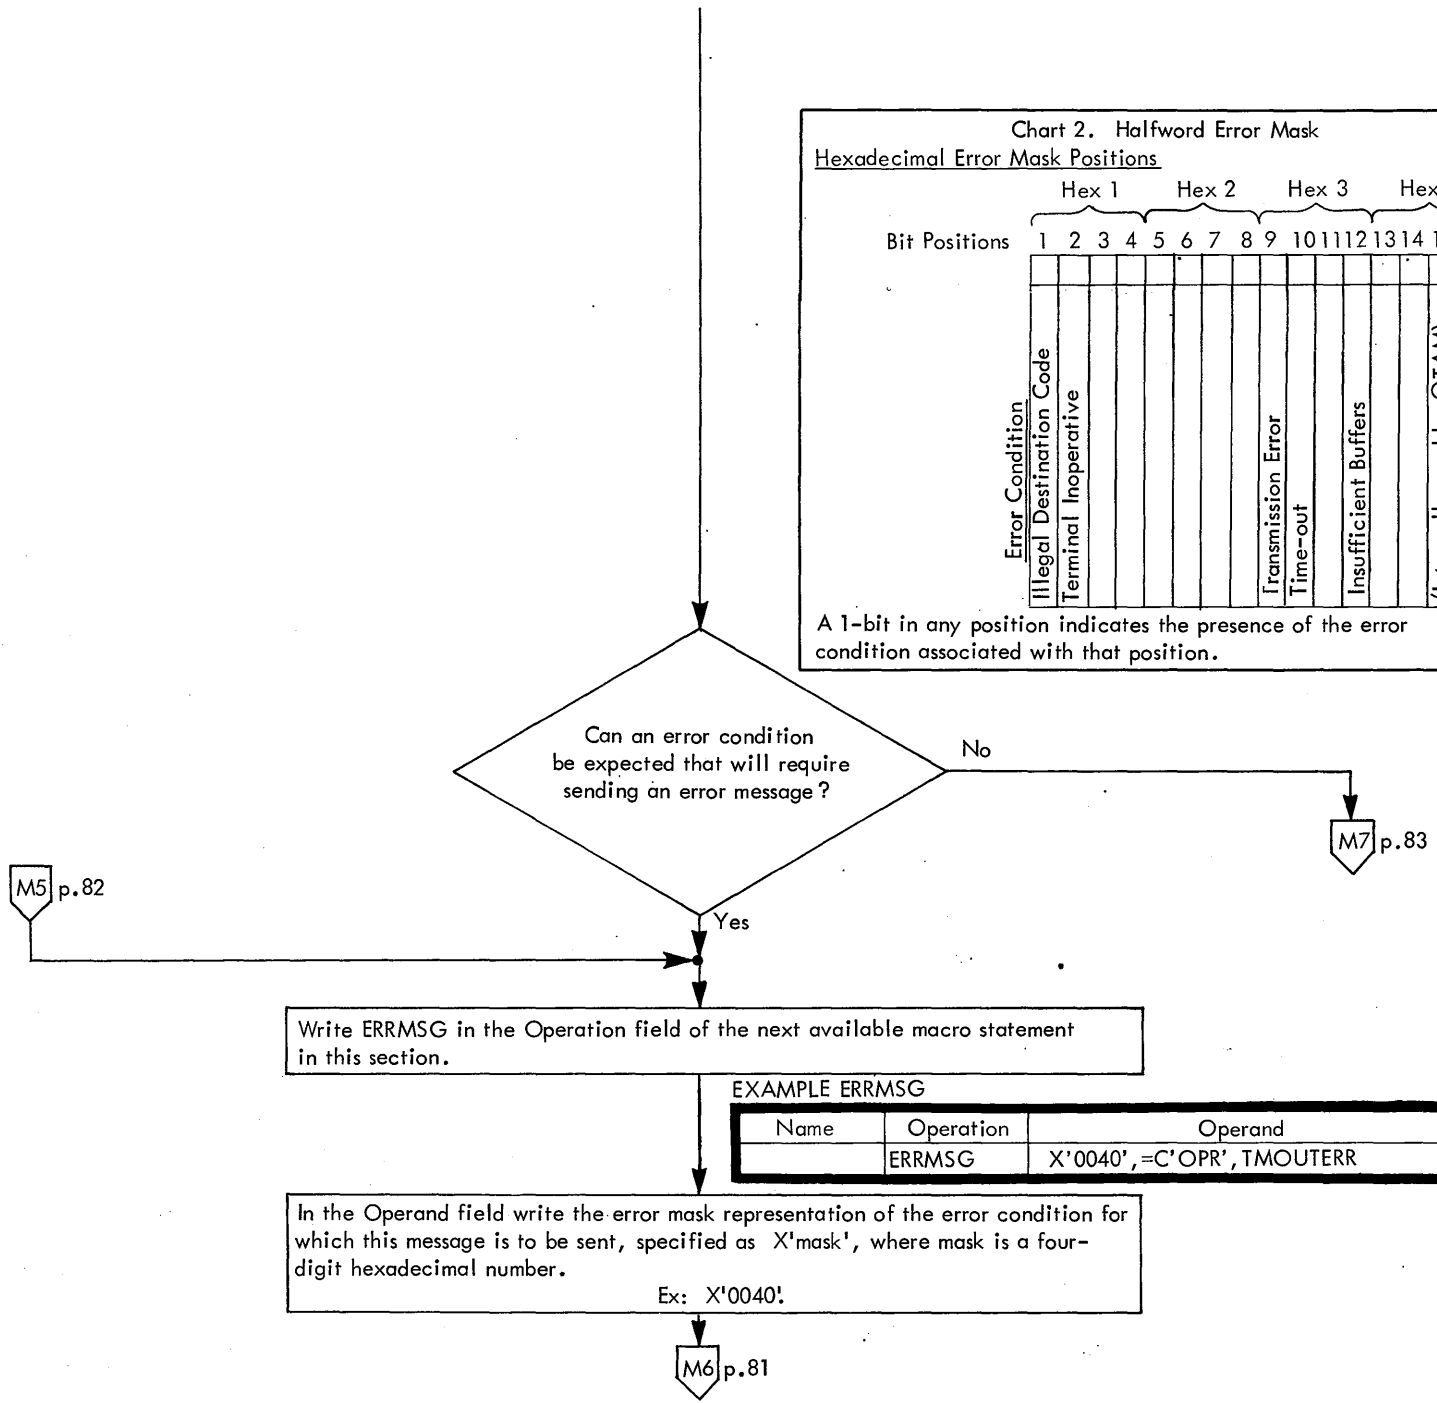 Chart 2. Halfword Error Mask
Hexadecimal Error Mask Positions
Hex 1 Hex 2 Hex 3 Hex
Bit Positions 1 2 3 4 5 6 7 8 9 10 11 12 13 14 1
Error Condition
Illegal Destination Code
Terminal Inoperative
Transmission Error
Time-out
Insufficient Buffers
A 1-bit in any position indicates the presence of the error
condition associated with that position.
Can an error condition
be expected that will require
sending an error message?
No
M7 p.83
M5 p.82
Yes
Write ERRMSG in the Operation field of the next available macro statement
in this section.
EXAMPLE ERRMSG
Name Operation Operand
ERRMSG X'0040',=C'OPR',TMOUTERR
In the Operand field write the error mask representation of the error condition for
which this message is to be sent, specified as X'mask', where mask is a four-
digit hexadecimal number.
Ex: X'0040'.
M6 p.81